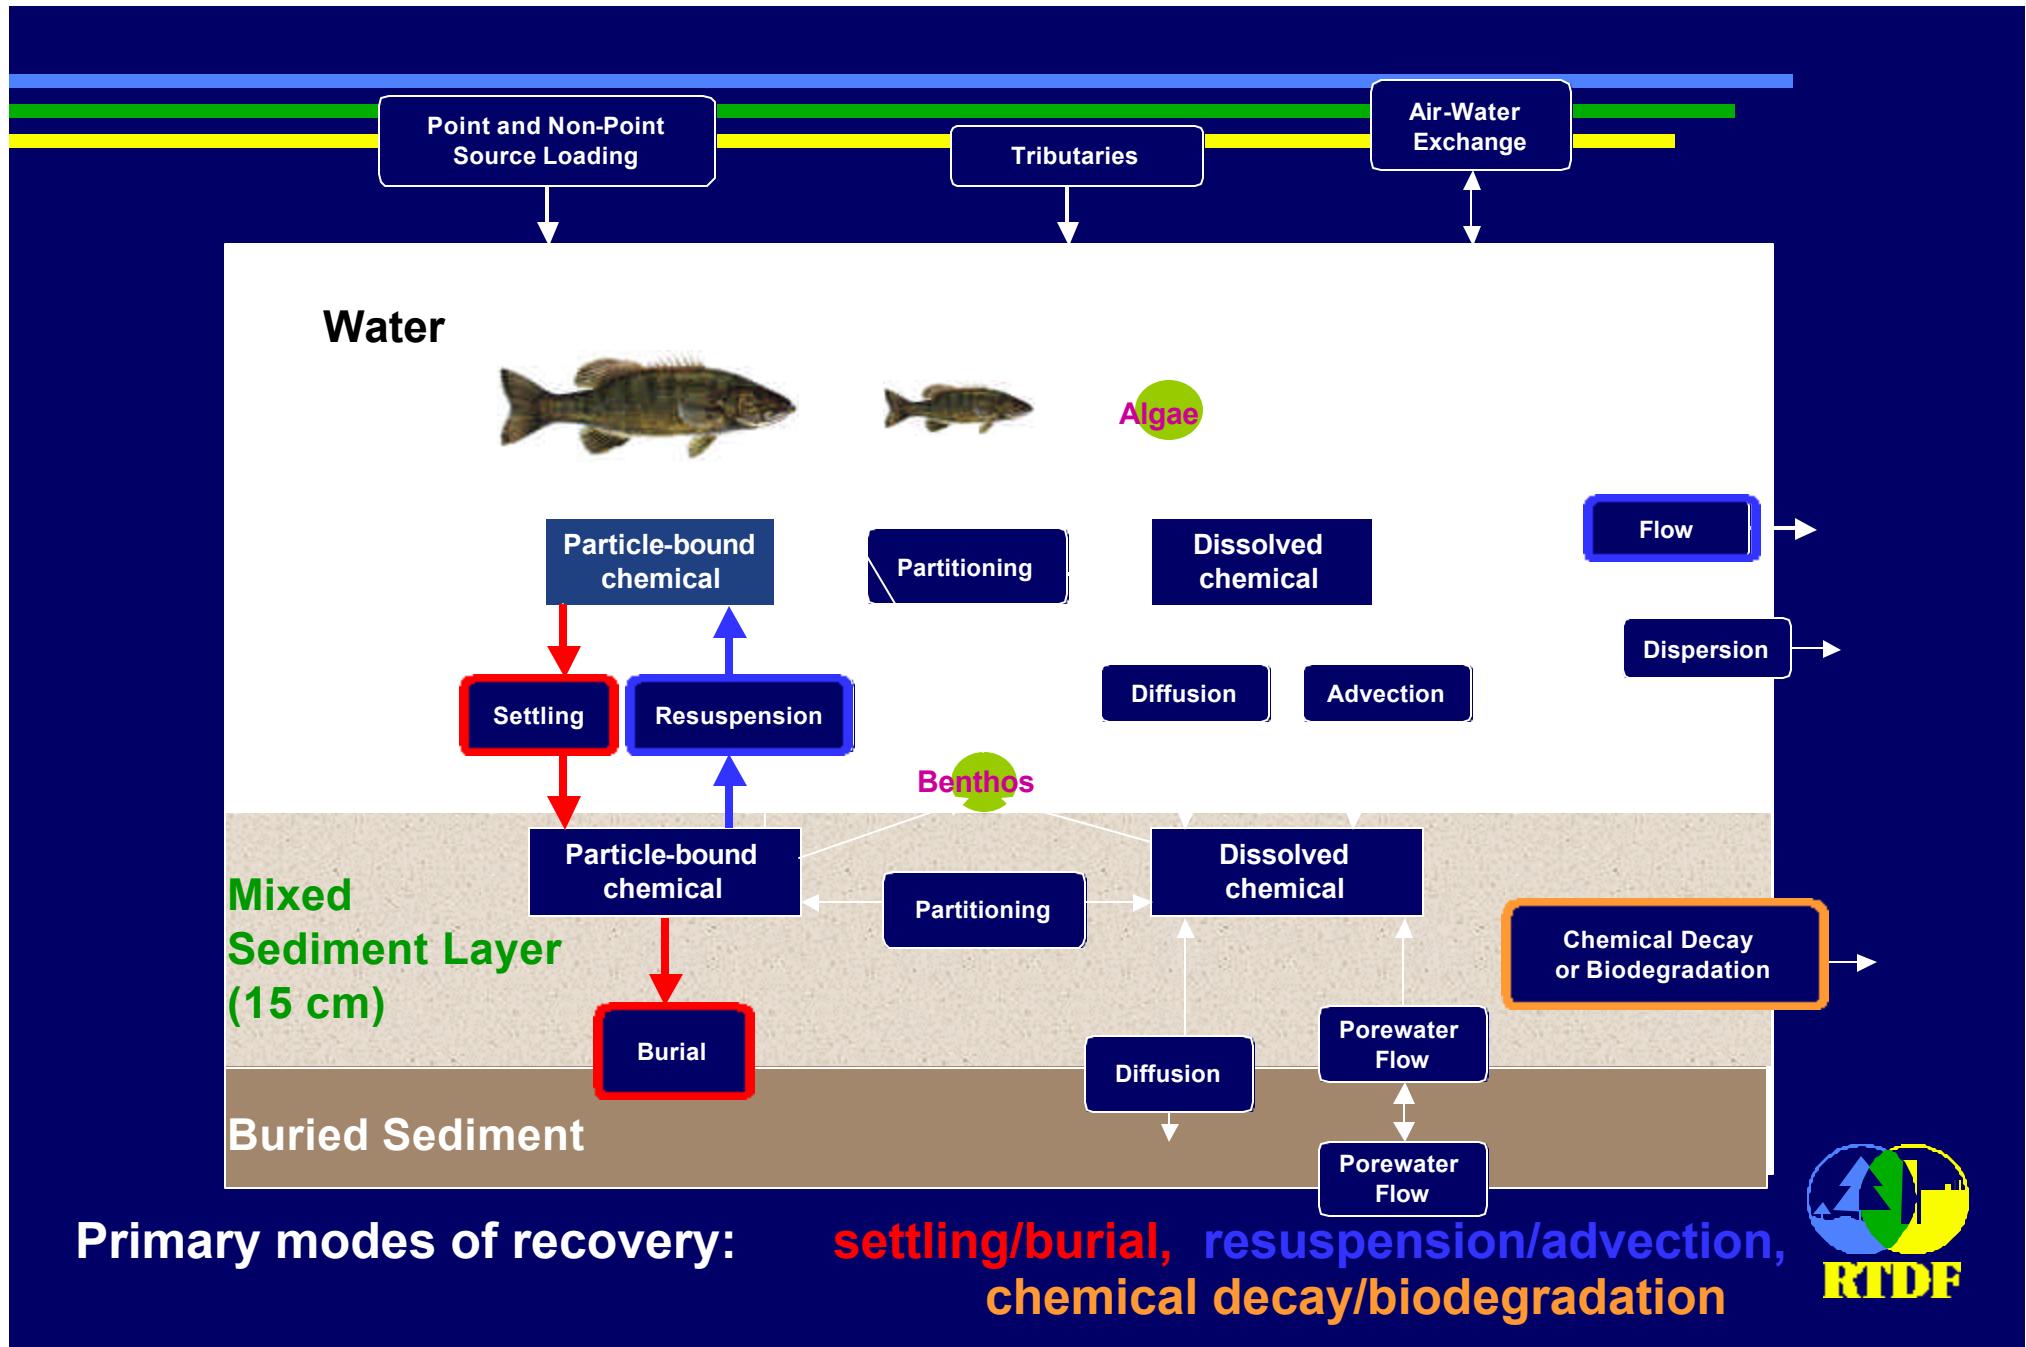 Point and Non-Point
Source Loading
Tributaries
Air-Water
Exchange
Water
Algae
Particle-bound
chemical
Partitioning
Dissolved
chemical
Flow
Dispersion
Settling
Resuspension
Diffusion
Advection
Benthos
Particle-bound
chemical
Dissolved
chemical
Mixed
Sediment Layer
(15 cm)
Partitioning
Chemical Decay
or Biodegradation
Burial
Diffusion
Porewater
Flow
Buried Sediment
Porewater
Flow
Primary modes of recovery: settling/burial, resuspension/advection,
chemical decay/biodegradation
RTDF